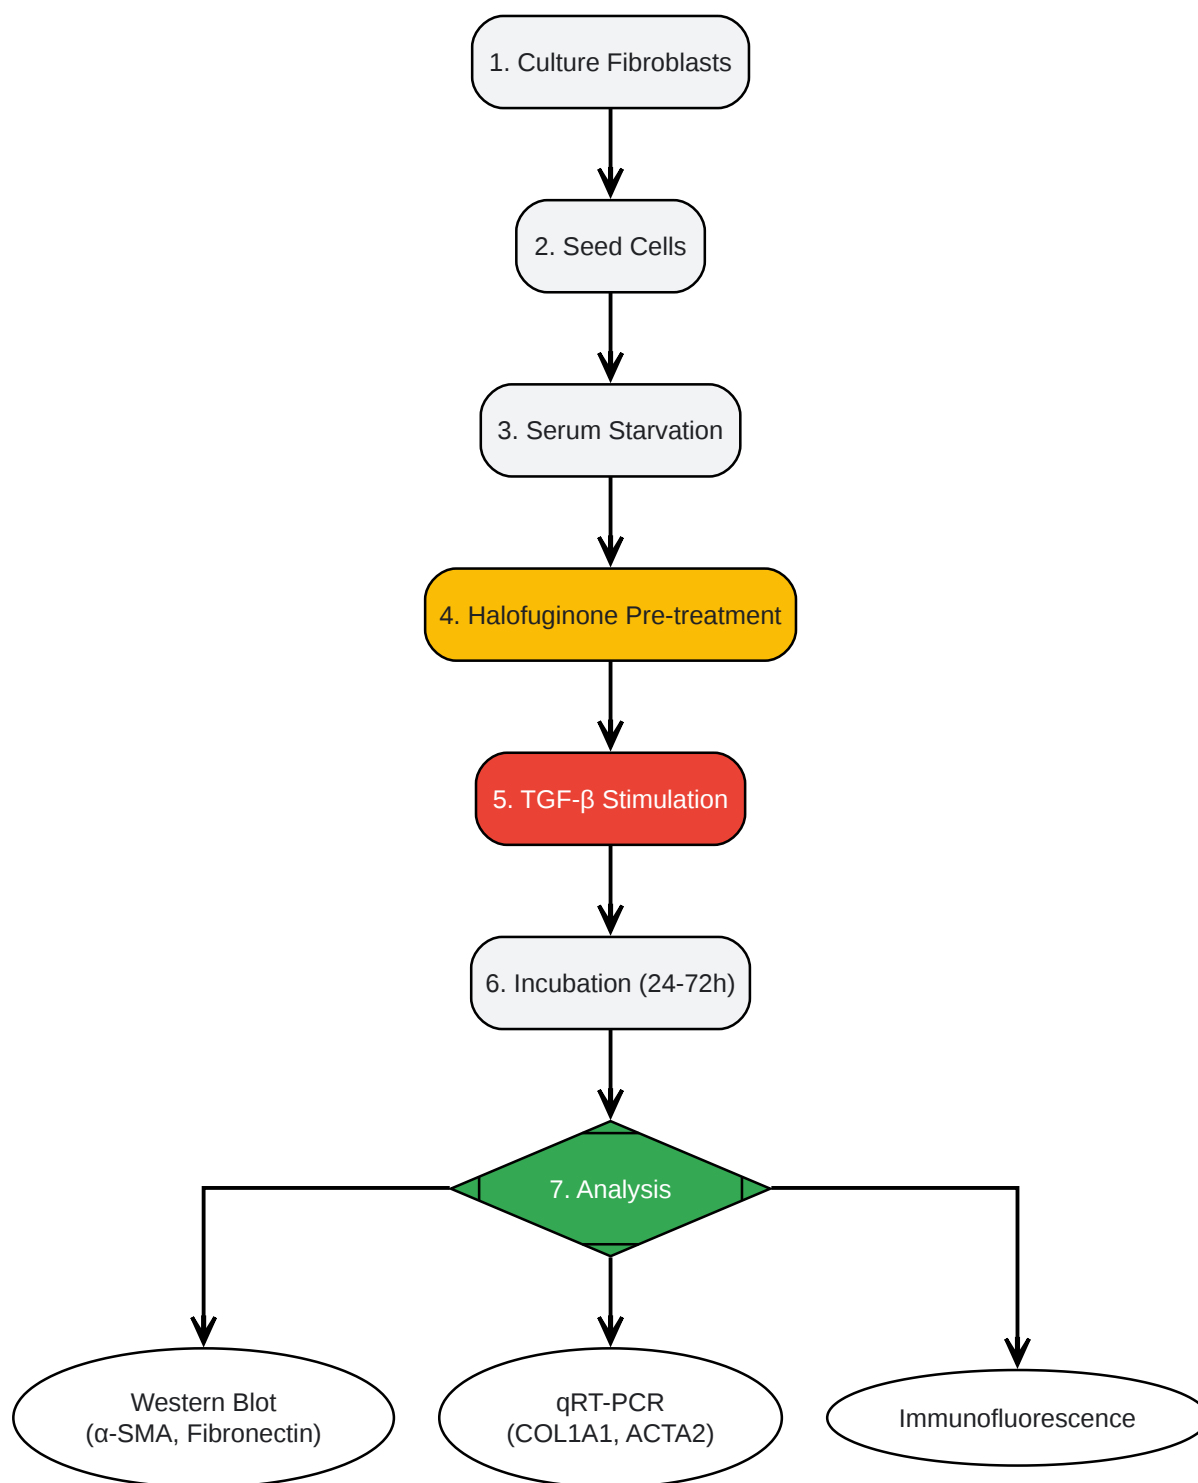 1. Culture Fibroblasts
2. Seed Cells
3. Serum Starvation
4. Halofuginone Pre-treatment
5. TGF-β Stimulation
6. Incubation (24-72h)
7. Analysis
Western Blot
(α-SMA, Fibronectin)
qRT-PCR
(COL1A1, ACTA2)
Immunofluorescence